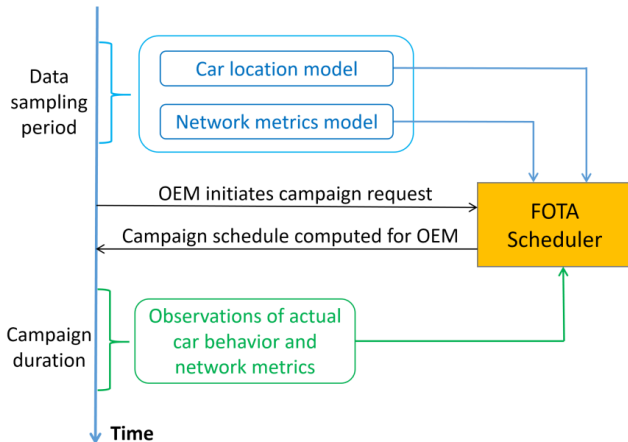 Data
sampling
period
Car location model
Network metrics model
OEM initiates campaign request
Campaign schedule computed for OEM
FOTA
Scheduler
Campaign
duration
Observations of actual
car behavior and
network metrics
Time